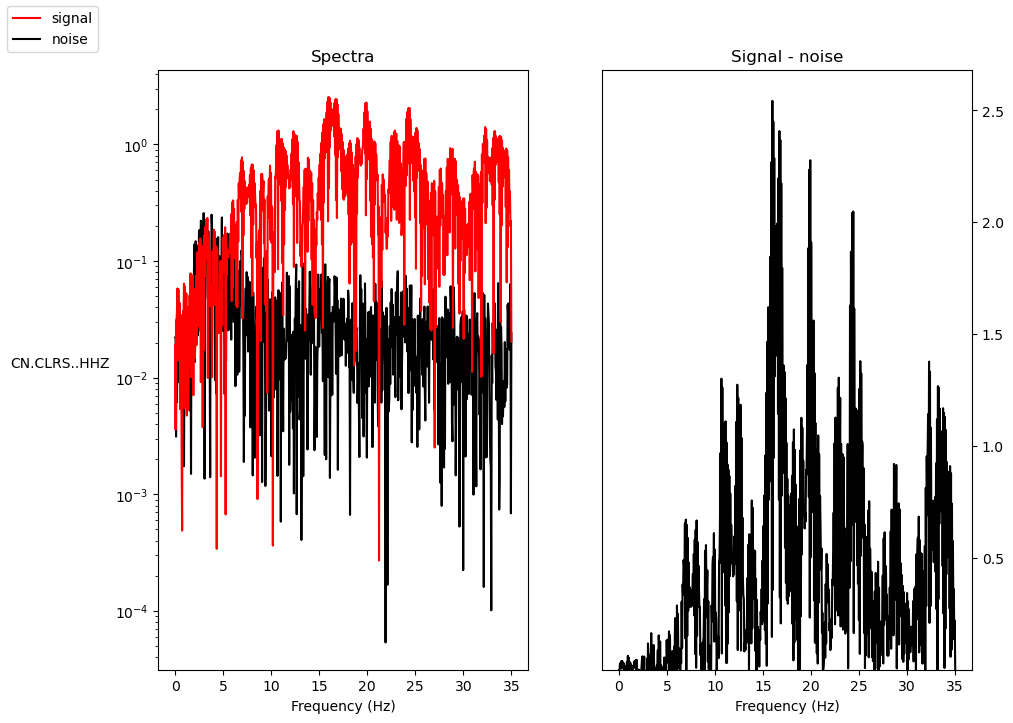 signal
noise
Spectra
Signal - noise
CN.CLRS..HHZ
10^0
10^-1
10^-2
10^-3
10^-4
0 5 10 15 20 25 30 35
Frequency (Hz)
2.5
2.0
1.5
1.0
0.5
0 5 10 15 20 25 30 35
Frequency (Hz)